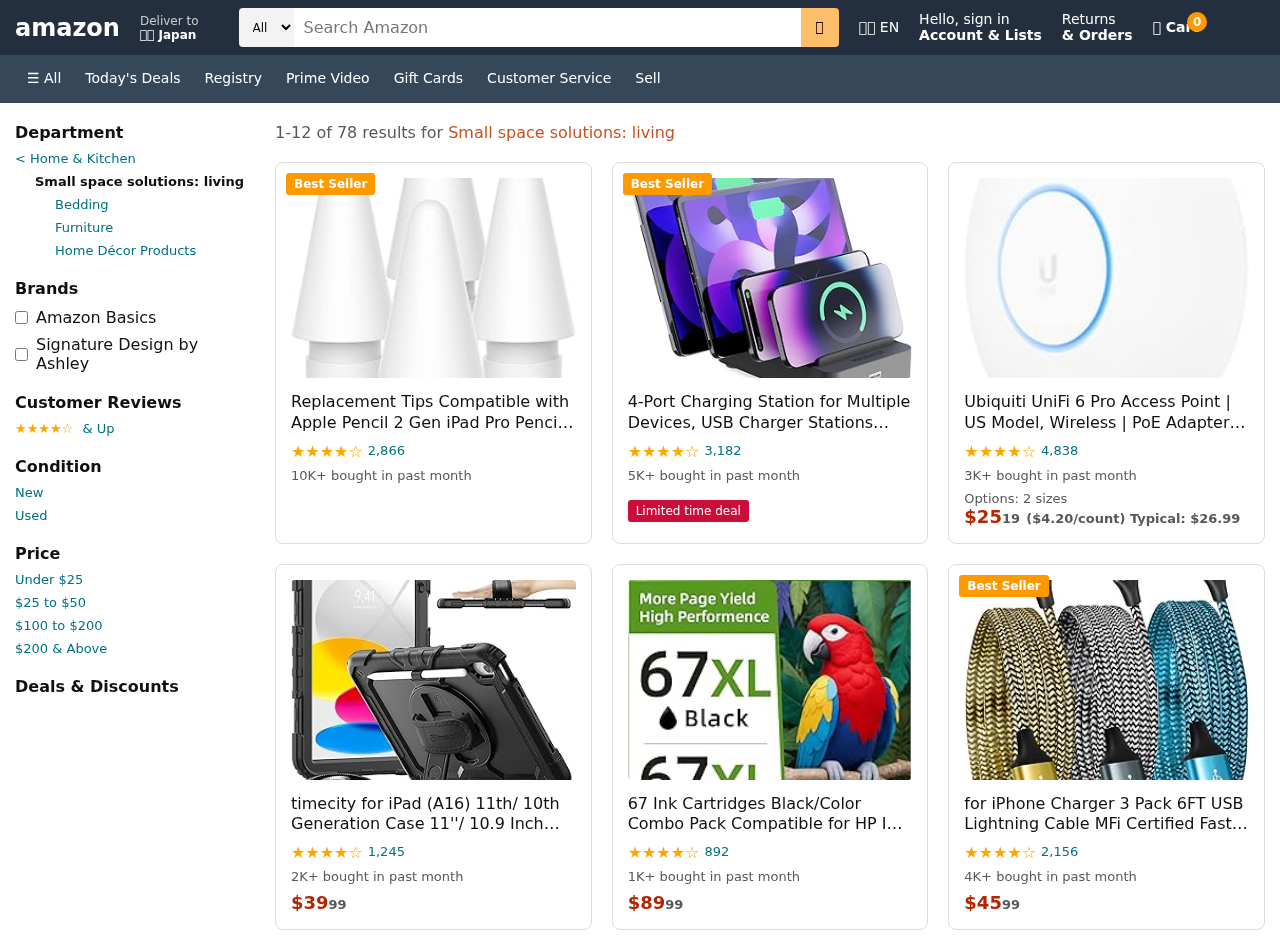 amazon
Deliver to
Japan
All
Search Amazon
EN
Hello, sign in
Account & Lists
Returns
& Orders
0
☰ All
Today's Deals
Registry
Prime Video
Gift Cards
Customer Service
Sell
Department
< Home & Kitchen
Small space solutions: living
Bedding
Furniture
Home Décor Products
Brands
Amazon Basics
Signature Design by
Ashley
Customer Reviews
★★★★☆ & Up
Condition
New
Used
Price
Under $25
$25 to $50
$100 to $200
$200 & Above
Deals & Discounts
1-12 of 78 results for Small space solutions: living
Best Seller
Replacement Tips Compatible with
Apple Pencil 2 Gen iPad Pro Penci…
★★★★☆ 2,866
10K+ bought in past month
Best Seller
4-Port Charging Station for Multiple
Devices, USB Charger Stations…
★★★★☆ 3,182
5K+ bought in past month
Limited time deal
Ubiquiti UniFi 6 Pro Access Point |
US Model, Wireless | PoE Adapter…
★★★★☆ 4,838
3K+ bought in past month
Options: 2 sizes
$2519 ($4.20/count) Typical: $26.99
9:41
timecity for iPad (A16) 11th/ 10th
Generation Case 11''/ 10.9 Inch…
★★★★☆ 1,245
2K+ bought in past month
$3999
More Page Yield
High Performence
67XL
Black
67XL
67 Ink Cartridges Black/Color
Combo Pack Compatible for HP I…
★★★★☆ 892
1K+ bought in past month
$8999
Best Seller
for iPhone Charger 3 Pack 6FT USB
Lightning Cable MFi Certified Fast…
★★★★☆ 2,156
4K+ bought in past month
$4599